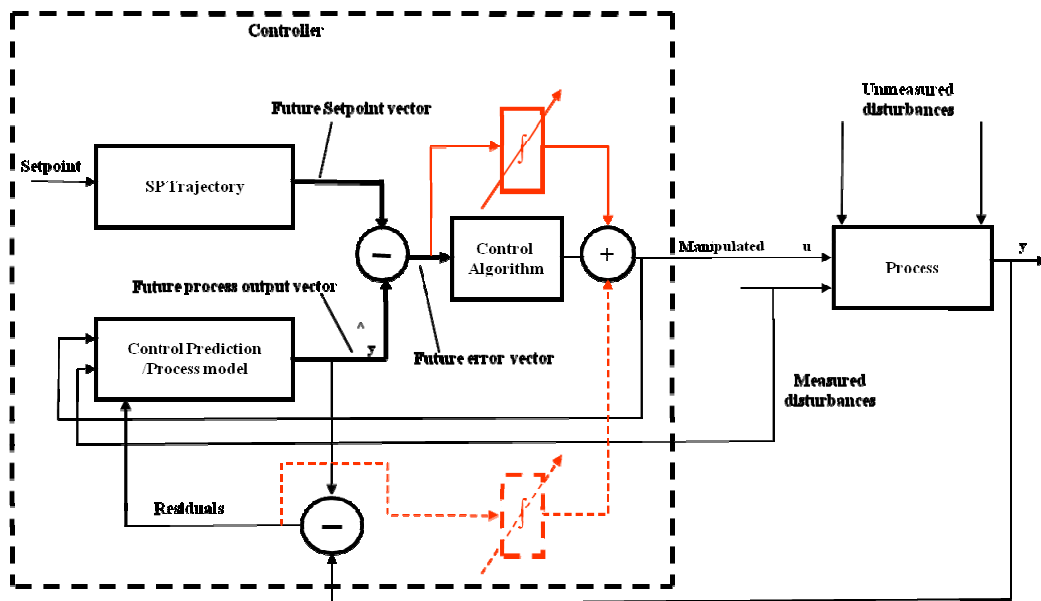 Controller
Unmeasured
disturbances
Future Setpoint vector
Setpoint
SP Trajectory
∫
−
Control
Algorithm
+
Manipulated u
Process
y
Future process output vector
^
y
Future error vector
Control Prediction
/Process model
Measured
disturbances
Residuals
−
∫